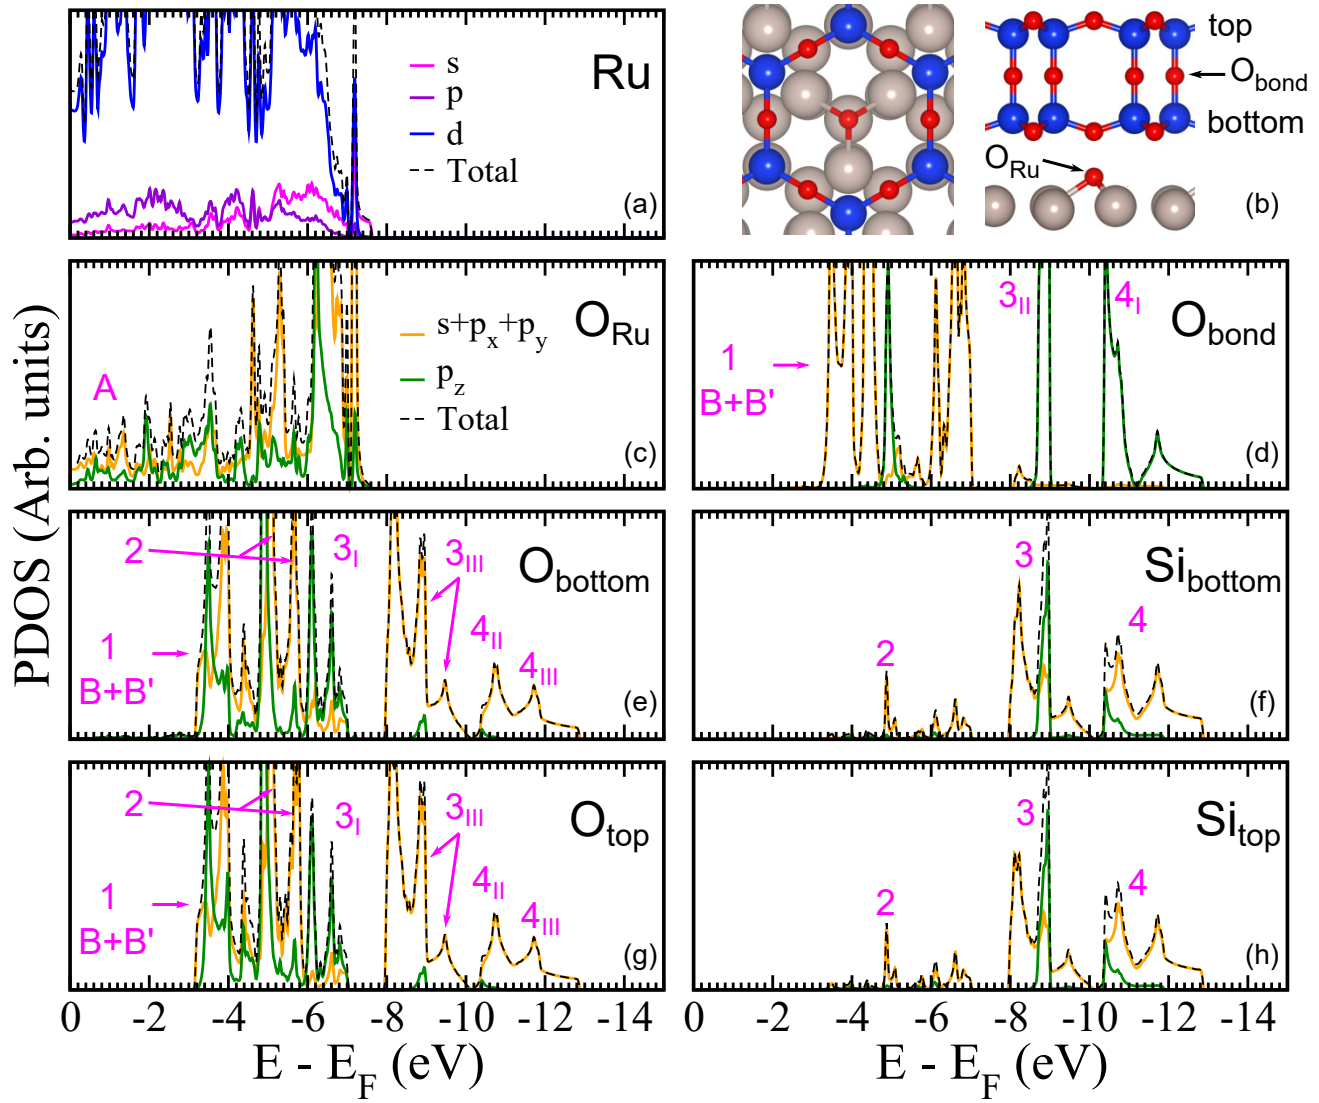 PDOS (Arb. units)
Ru
s
p
d
Total
(a)
top
O_bond
bottom
O_Ru
(b)
A
O_Ru
s+p_x+p_y
p_z
Total
(c)
1
B+B'
3_II
4_I
O_bond
(d)
2
3_I
3_III
O_bottom
1
B+B'
4_II
4_III
(e)
2
3
4
Si_bottom
(f)
2
3_I
3_III
O_top
1
B+B'
4_II
4_III
(g)
2
3
4
Si_top
(h)
0 -2 -4 -6 -8 -10 -12 -14
E - E_F (eV)
0 -2 -4 -6 -8 -10 -12 -14
E - E_F (eV)